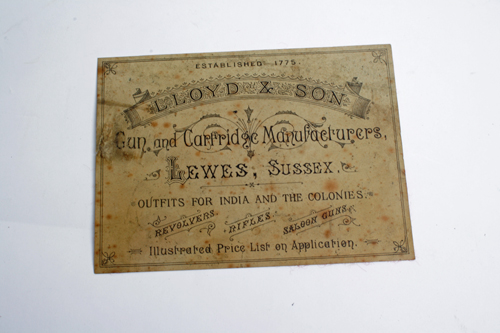 ESTABLISHED 1775.
LLOYD & SON
Gun and Cartridge Manufacturers,
LEWES, SUSSEX.
OUTFITS FOR INDIA AND THE COLONIES.
REVOLVERS. RIFLES. SALOON GUNS.
Illustrated Price List on Application.